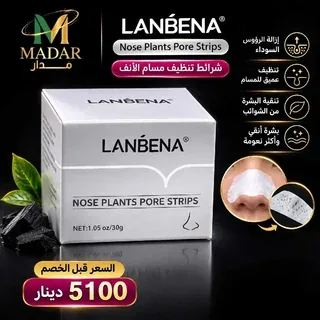 MADAR
مدار
LANBENA®
Nose Plants Pore Strips
شرائط تنظيف مسام الأنف
إزالة الرؤوس
السوداء
تنظيف
عميق للمسام
تنقية البشرة
من الشوائب
بشرة أنقى
وأكثر نعومة
LANBENA®
NOSE PLANTS PORE STRIPS
NET:1.05 oz/30g
السعر قبل الخصم
5100 دينار